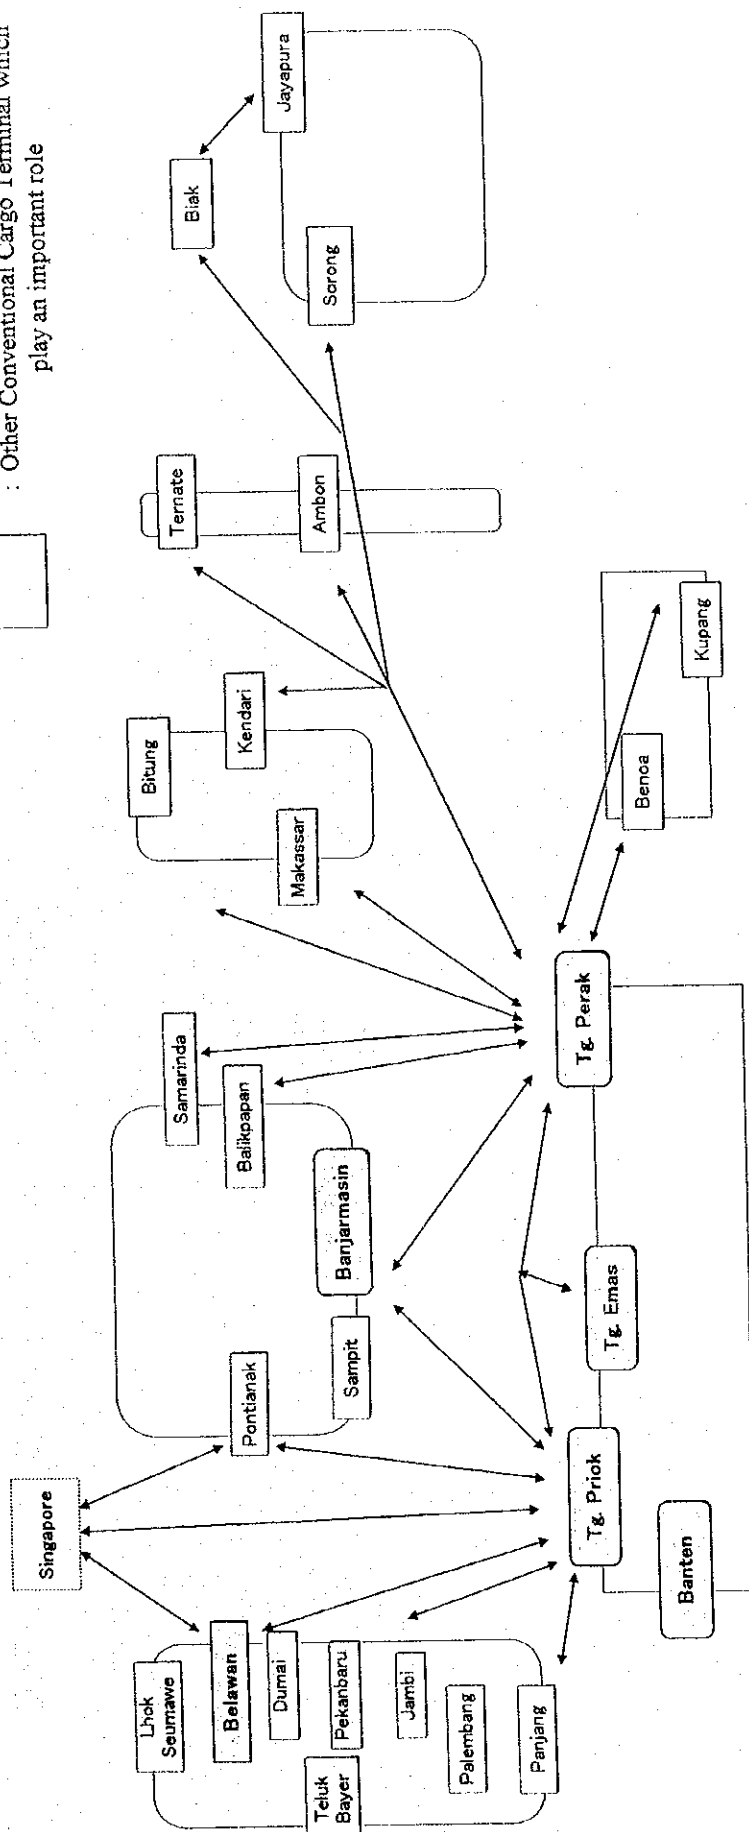 : Other Conventional Cargo Terminal which
play an important role
Singapore
Lhok
Seumawe
Belawan
Dumai
Pekanbaru
Teluk
Bayer
Jambi
Palembang
Panjang
Pontianak
Sampit
Banjarmasin
Balikpapan
Samarinda
Bitung
Kendari
Makassar
Ternate
Ambon
Biak
Jayapura
Sorong
Banten
Tg. Priok
Tg. Emas
Tg. Perak
Benoa
Kupang